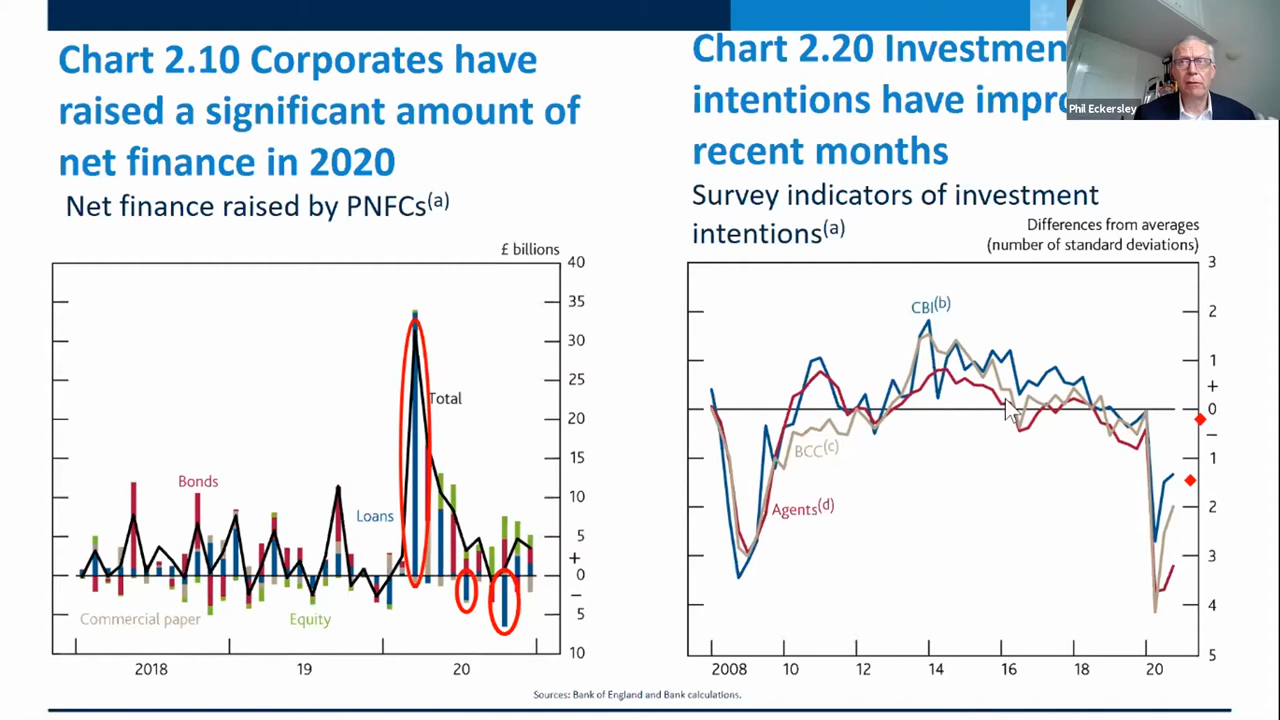 Chart 2.10 Corporates have
raised a significant amount of
net finance in 2020
Net finance raised by PNFCs(a)
£ billions
40
35
30
25
20
15
10
5
+
0
−
5
10
Total
Bonds
Loans
Commercial paper
Equity
2018
19
20
Chart 2.20
intentions have
recent months
Survey indicators of investment
intentions(a)
Differences from averages
(number of standard deviations)
3
2
1
+
0
−
1
2
3
4
5
CBI(b)
BCC(c)
Agents(d)
2008
10
12
14
16
18
20
Phil Eckersley
Sources: Bank of England and Bank calculations.